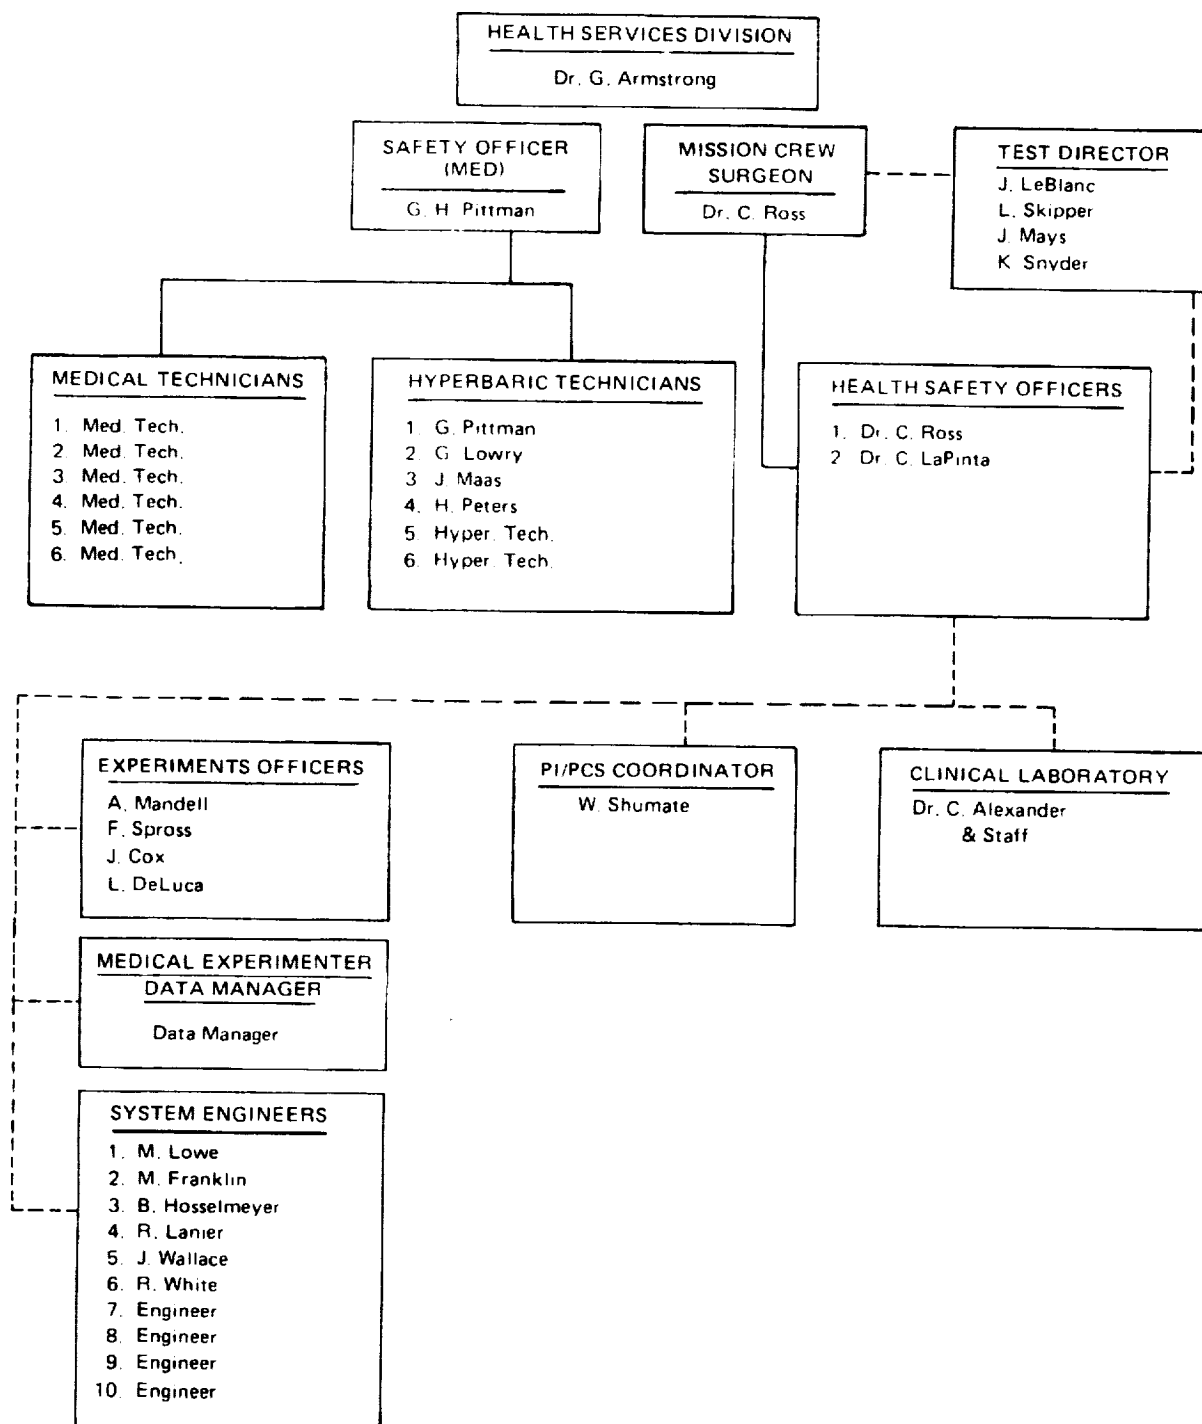 HEALTH SERVICES DIVISION
Dr. G. Armstrong
SAFETY OFFICER
(MED)
G. H. Pittman
MISSION CREW
SURGEON
Dr. C. Ross
TEST DIRECTOR
J. LeBlanc
L. Skipper
J. Mays
K Snyder
MEDICAL TECHNICIANS
1. Med. Tech.
2. Med. Tech.
3. Med. Tech.
4. Med. Tech.
5. Med. Tech.
6. Med. Tech.
HYPERBARIC TECHNICIANS
1. G. Pittman
2. G. Lowry
3 J. Maas
4. H. Peters
5 Hyper. Tech.
6. Hyper. Tech.
HEALTH SAFETY OFFICERS
1. Dr. C. Ross
2 Dr. C. LaPinta
EXPERIMENTS OFFICERS
A. Mandell
F. Spross
J. Cox
L. DeLuca
PI/PCS COORDINATOR
W. Shumate
CLINICAL LABORATORY
Dr. C. Alexander
& Staff
MEDICAL EXPERIMENTER
DATA MANAGER
Data Manager
SYSTEM ENGINEERS
1. M. Lowe
2. M. Franklin
3. B. Hosselmeyer
4. R. Lanier
5. J. Wallace
6. R. White
7. Engineer
8. Engineer
9. Engineer
10. Engineer